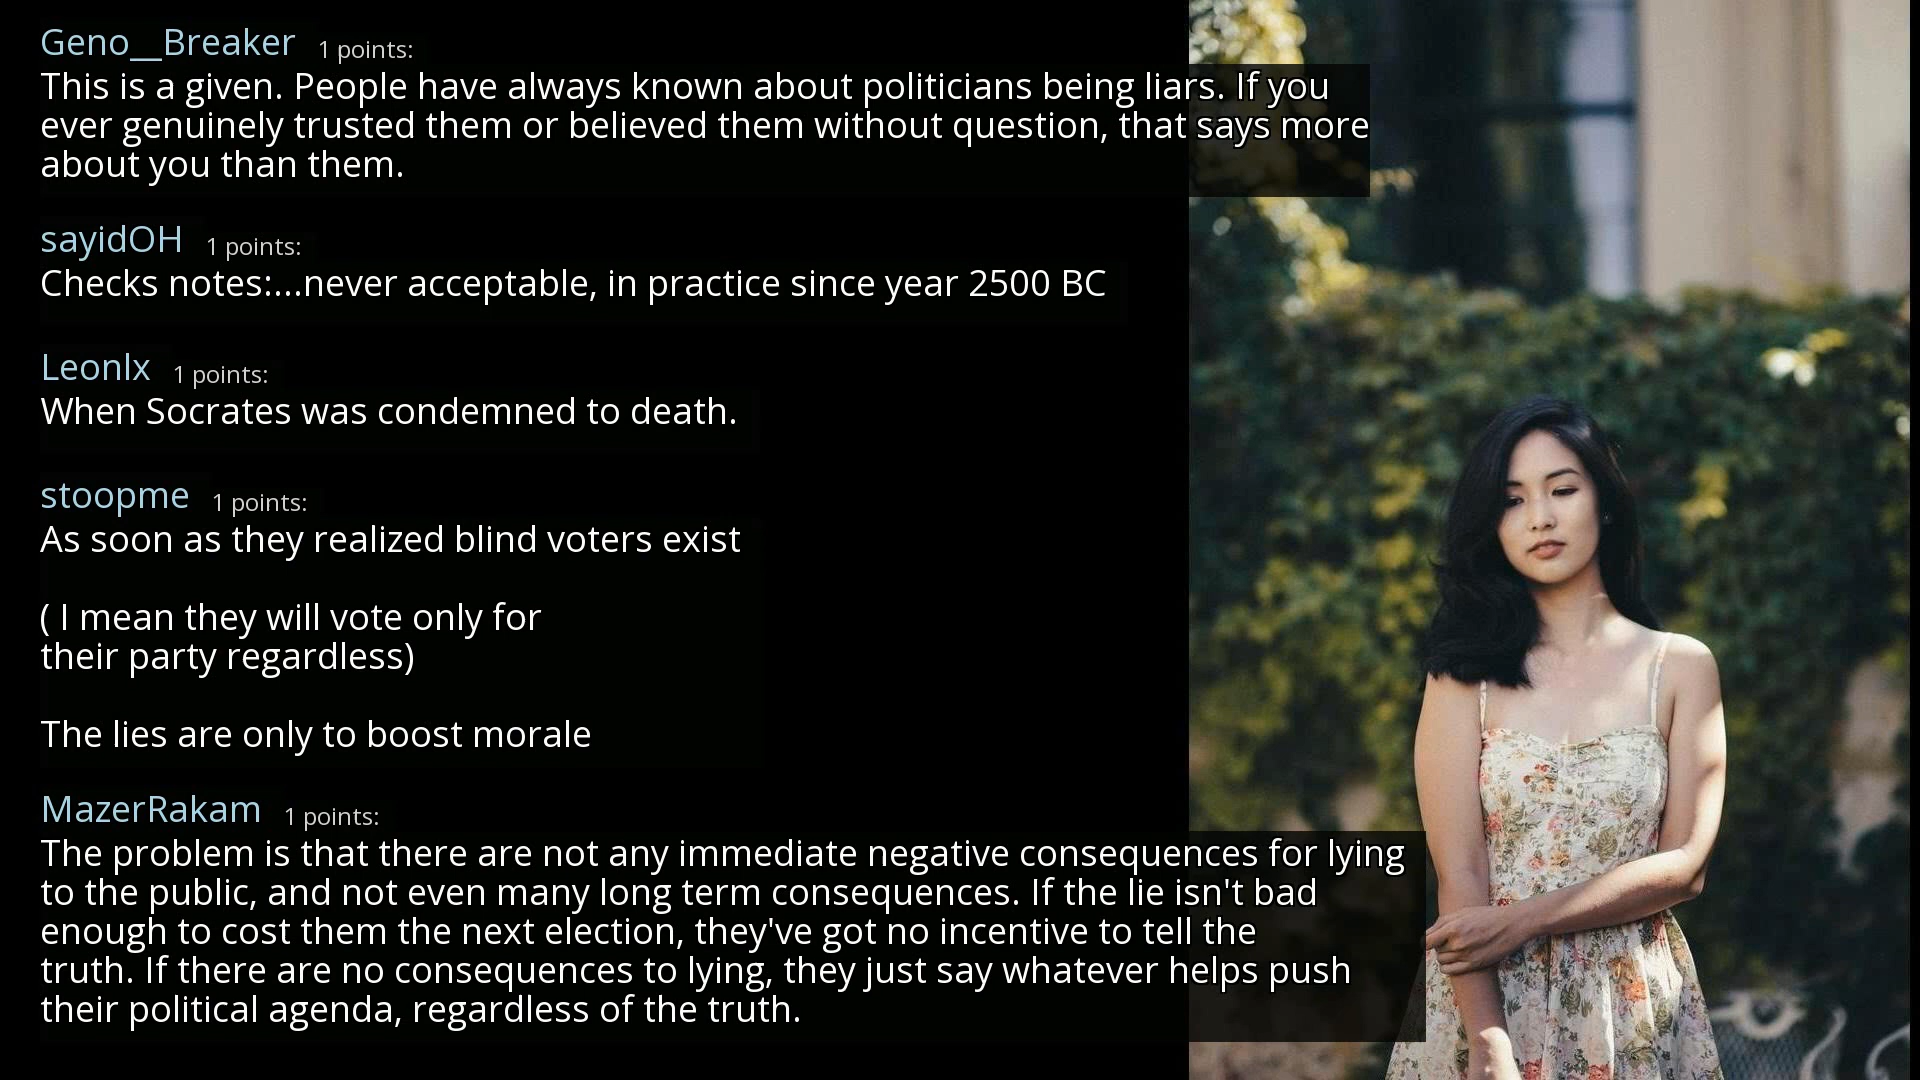 Geno__Breaker 1 points:
This is a given. People have always known about politicians being liars. If you
ever genuinely trusted them or believed them without question, that says more
about you than them.
sayidOH 1 points:
Checks notes:...never acceptable, in practice since year 2500 BC
Leonlx 1 points:
When Socrates was condemned to death.
stoopme 1 points:
As soon as they realized blind voters exist
( I mean they will vote only for
their party regardless)
The lies are only to boost morale
MazerRakam 1 points:
The problem is that there are not any immediate negative consequences for lying
to the public, and not even many long term consequences. If the lie isn't bad
enough to cost them the next election, they've got no incentive to tell the
truth. If there are no consequences to lying, they just say whatever helps push
their political agenda, regardless of the truth.